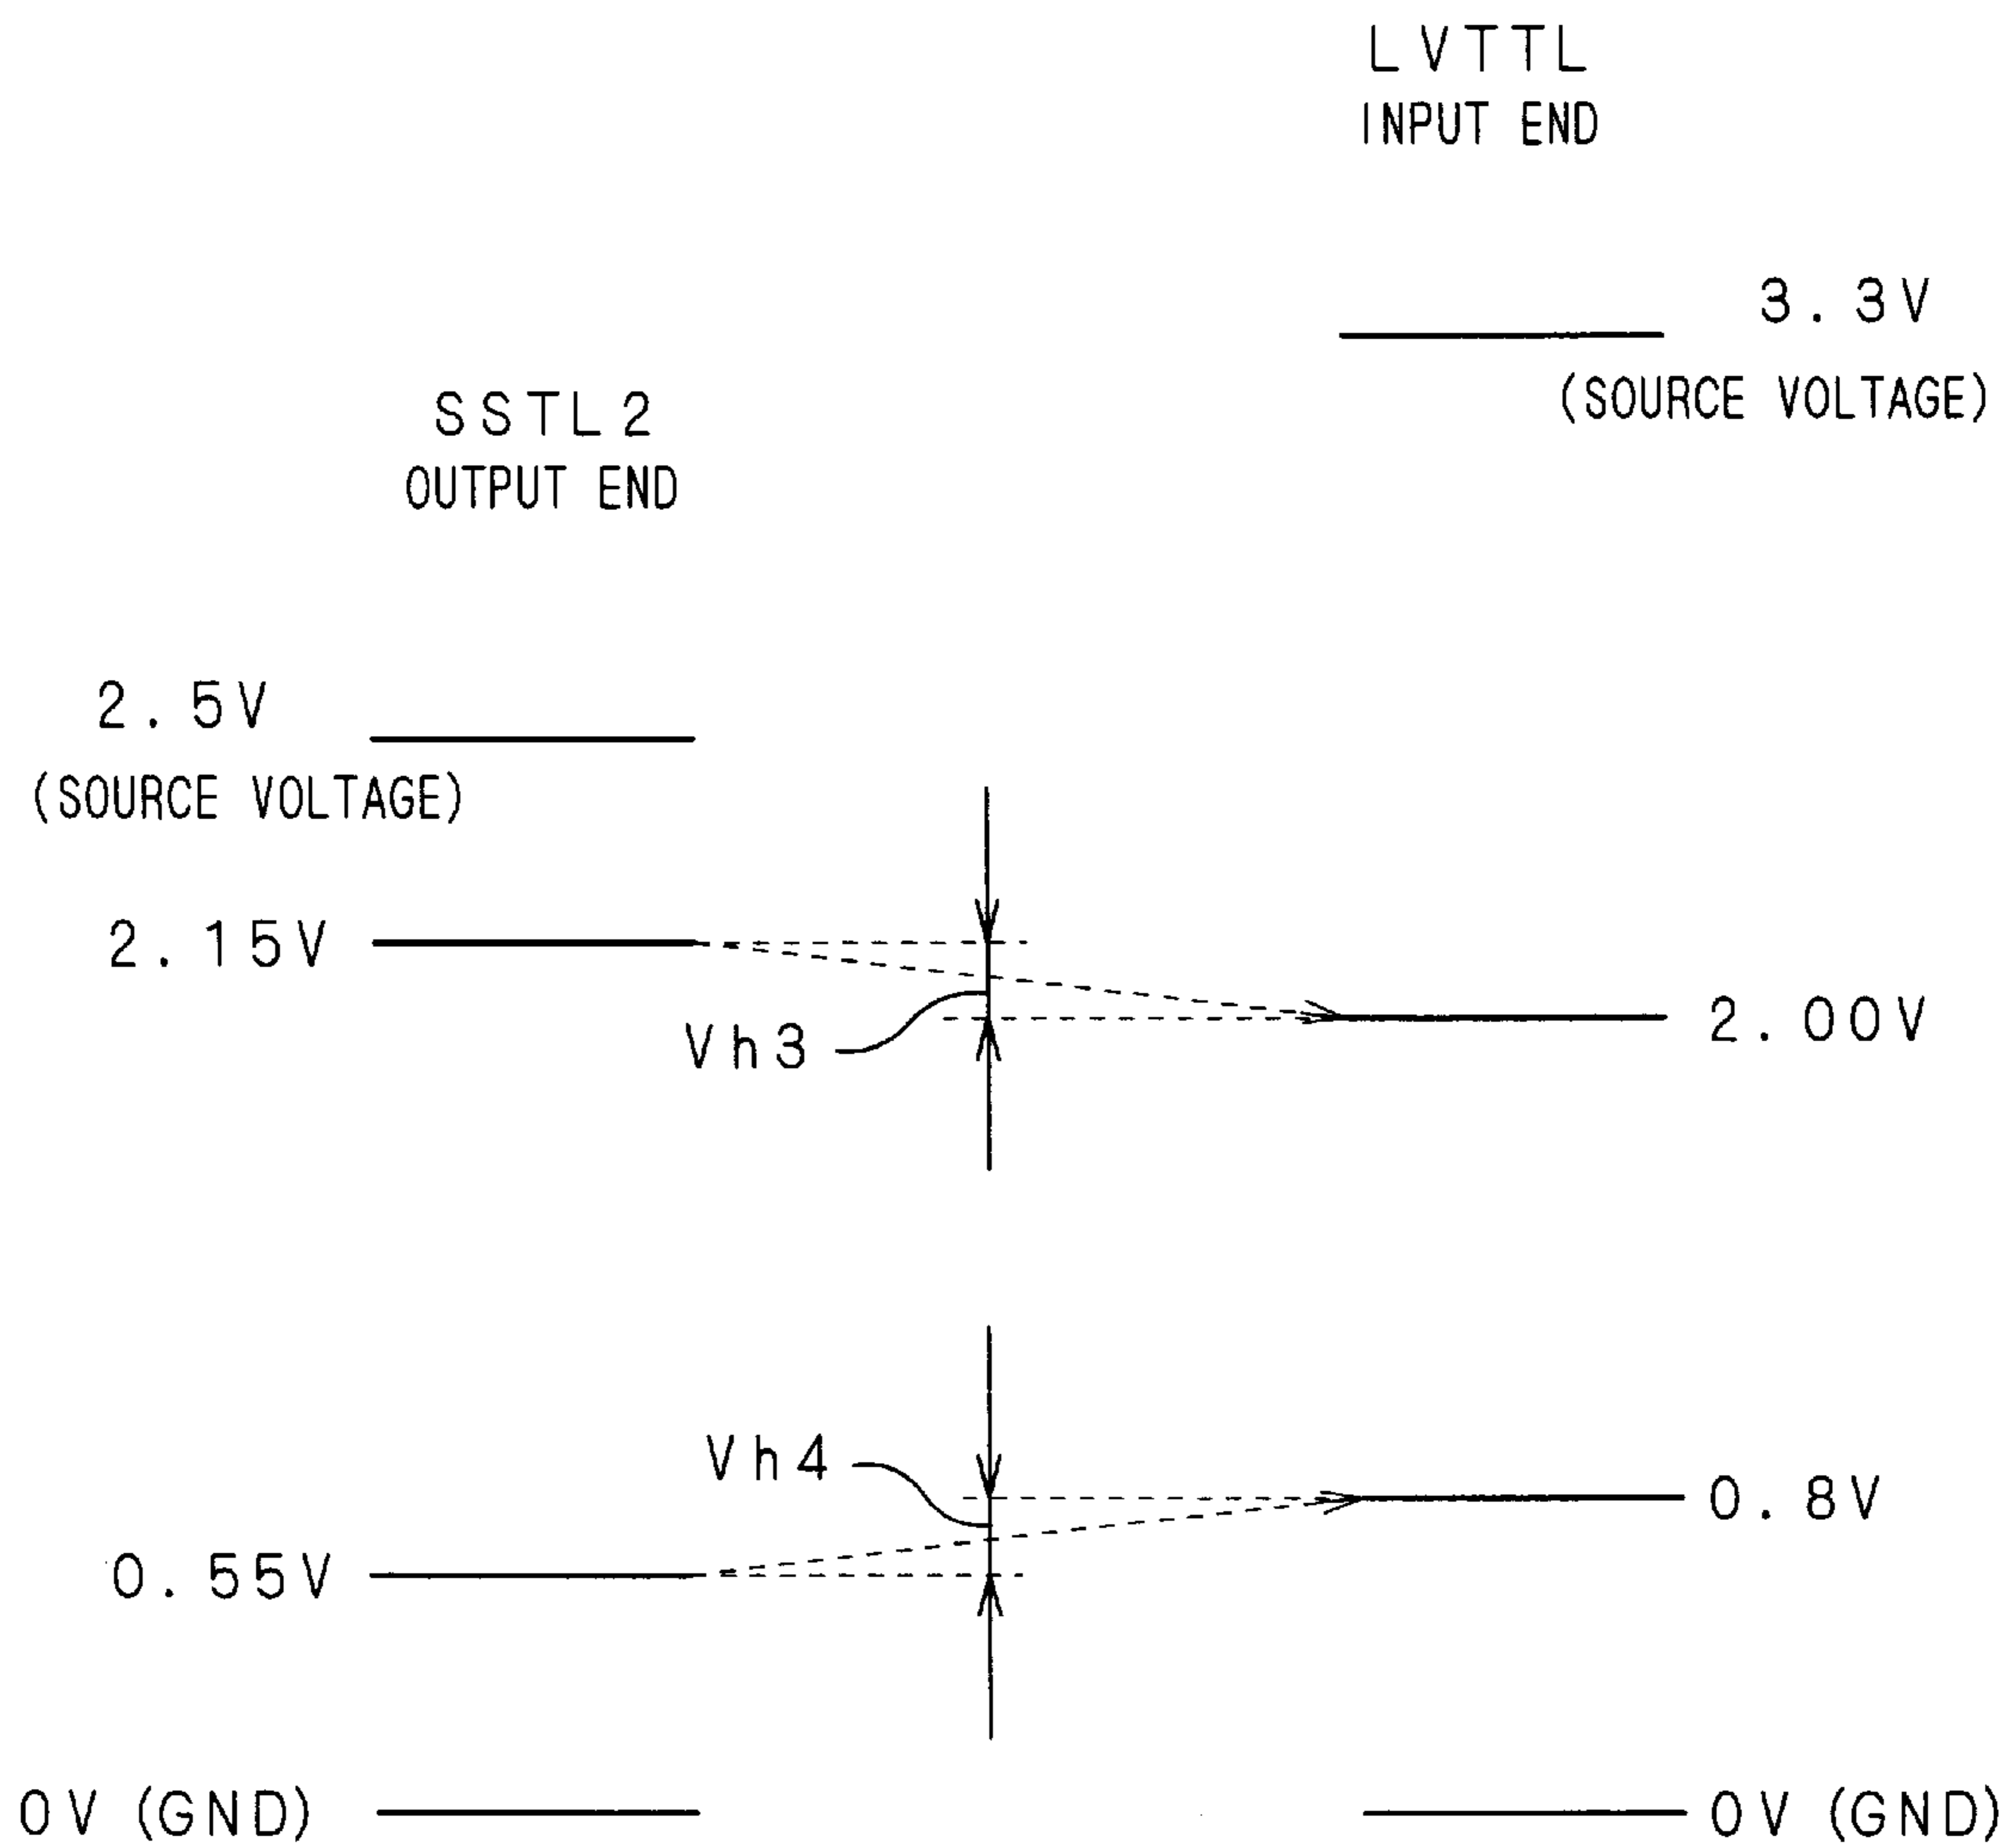 LVTTL
INPUT END
3.3V
(SOURCE VOLTAGE)
SSTL2
OUTPUT END
2.5V
(SOURCE VOLTAGE)
2.15V
2.00V
Vh3
Vh4
0.8V
0.55V
0V (GND)
0V (GND)